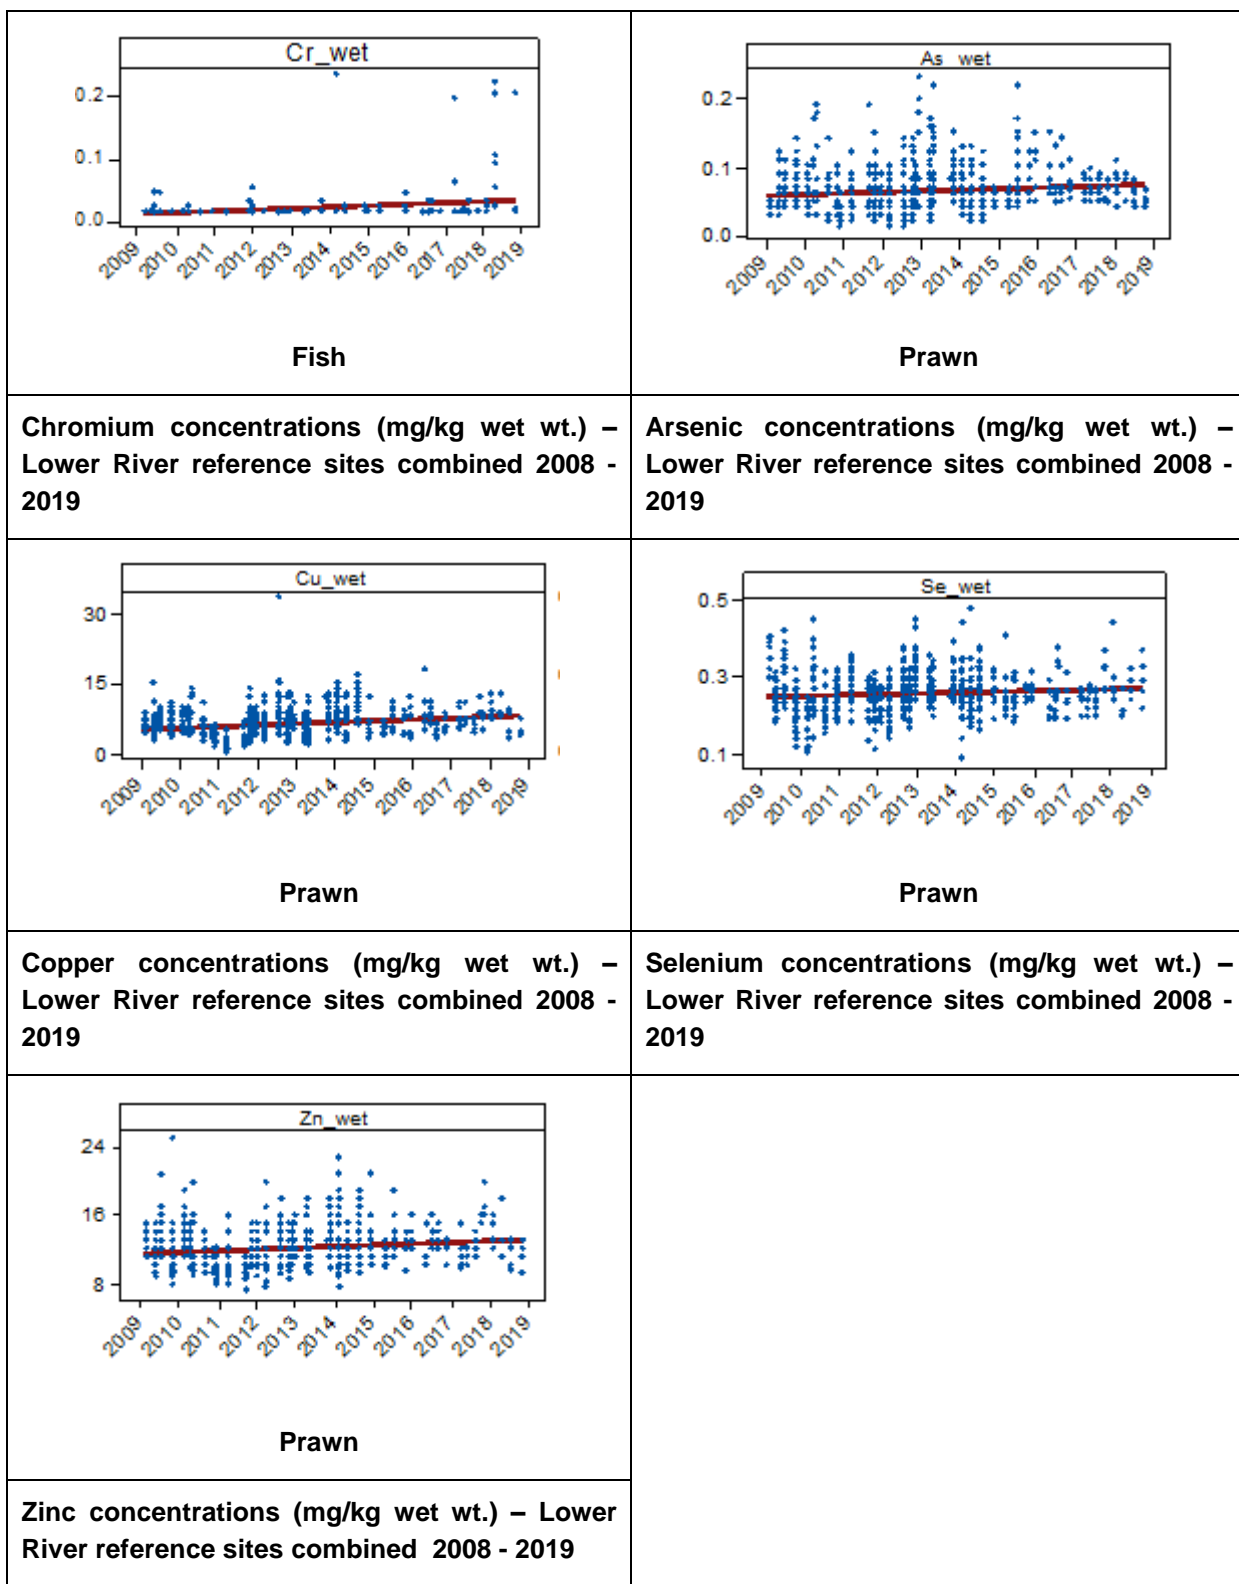 Cr_wet
0.2
0.1
0.0
2009 2010 2011 2012 2013 2014 2015 2016 2017 2018 2019
Fish
As_wet
0.2
0.1
0.0
2009 2010 2011 2012 2013 2014 2015 2016 2017 2018 2019
Prawn
Chromium concentrations (mg/kg wet wt.) –
Lower River reference sites combined 2008 -
2019
Arsenic concentrations (mg/kg wet wt.) –
Lower River reference sites combined 2008 -
2019
Cu_wet
30
15
0
2009 2010 2011 2012 2013 2014 2015 2016 2017 2018 2019
Prawn
Se_wet
0.5
0.3
0.1
2009 2010 2011 2012 2013 2014 2015 2016 2017 2018 2019
Prawn
Copper concentrations (mg/kg wet wt.) –
Lower River reference sites combined 2008 -
2019
Selenium concentrations (mg/kg wet wt.) –
Lower River reference sites combined 2008 -
2019
Zn_wet
24
16
8
2009 2010 2011 2012 2013 2014 2015 2016 2017 2018 2019
Prawn
Zinc concentrations (mg/kg wet wt.) – Lower
River reference sites combined 2008 - 2019